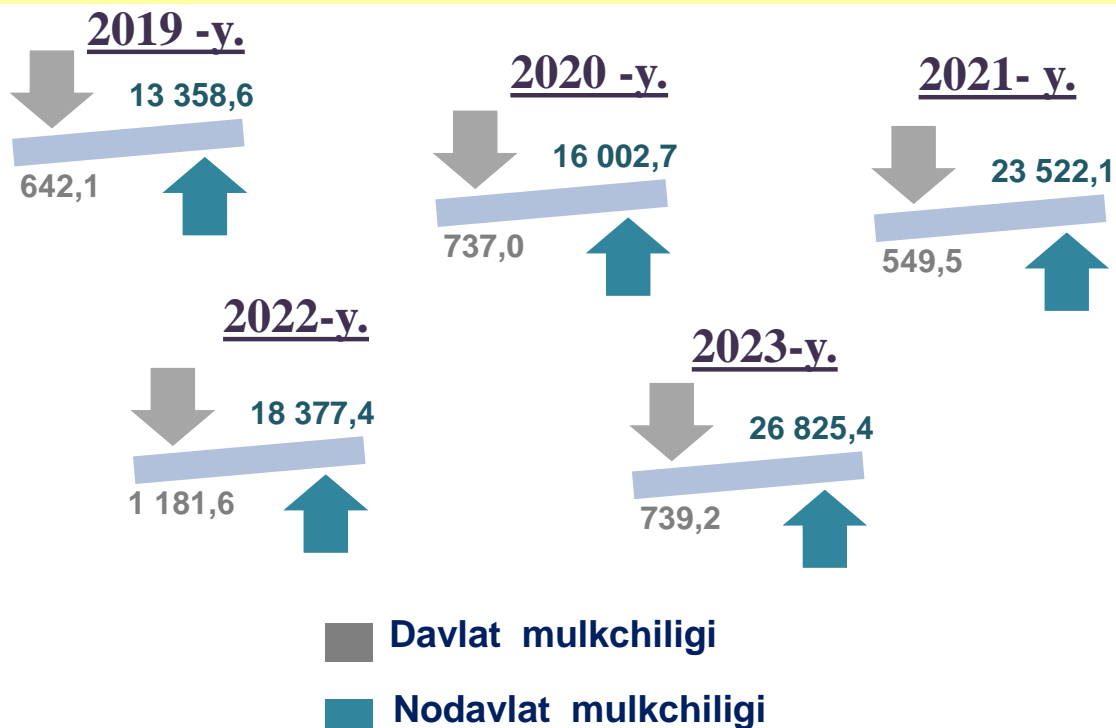 2019 -y.
13 358,6
642,1
2020 -y.
16 002,7
737,0
2021- y.
23 522,1
549,5
2022-y.
18 377,4
1 181,6
2023-y.
26 825,4
739,2
Davlat mulkchiligi
Nodavlat mulkchiligi